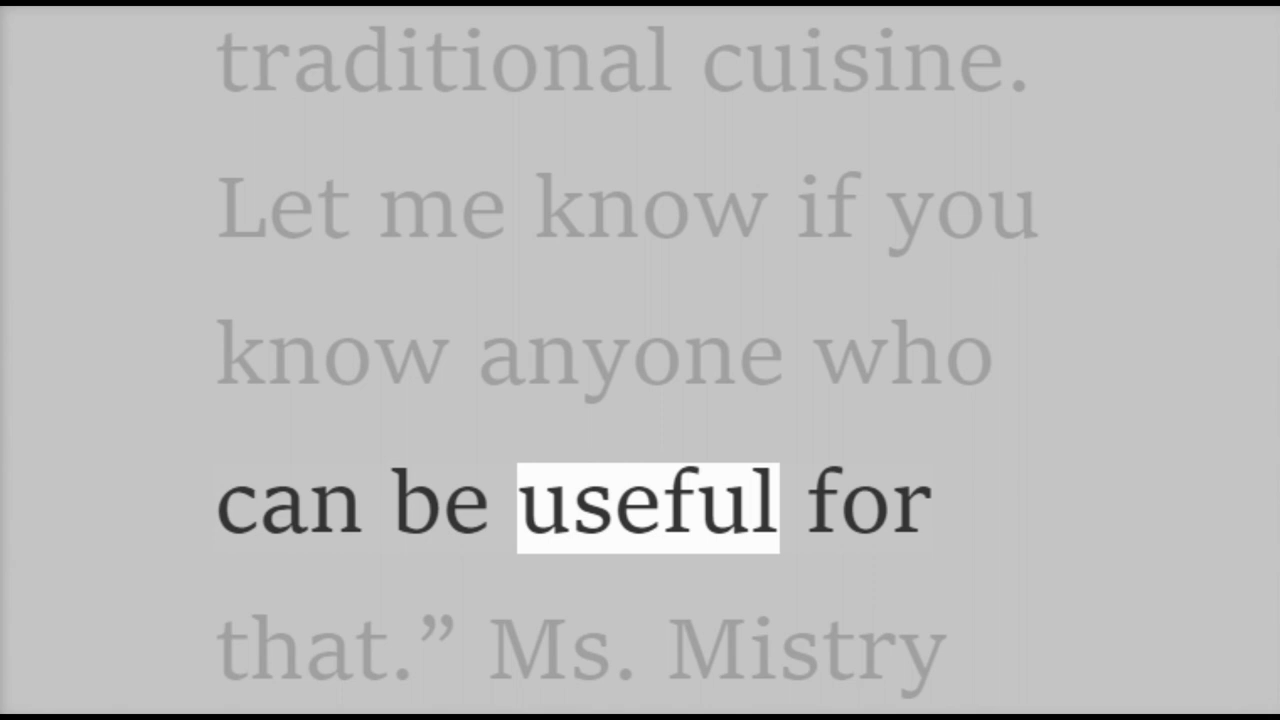 traditional cuisine.
Let me know if you
know anyone who
can be useful for
that.” Ms. Mistry